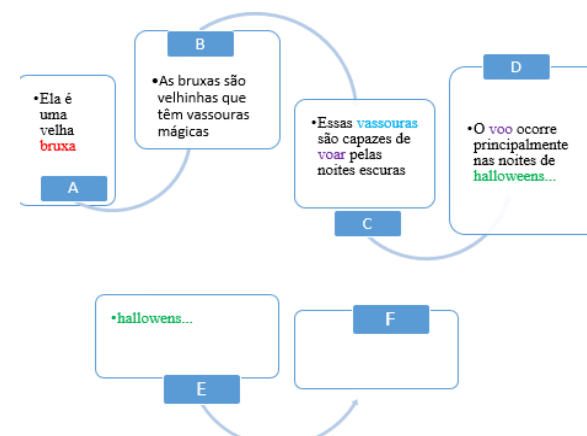 •Ela é
uma
velha
bruxa
A
B
•As bruxas são
velhinhas que
têm vassouras
mágicas
•Essas vassouras
são capazes de
voar pelas
noites escuras
C
D
•O voo ocorre
principalmente
nas noites de
halloweens...
•hallowens...
E
F